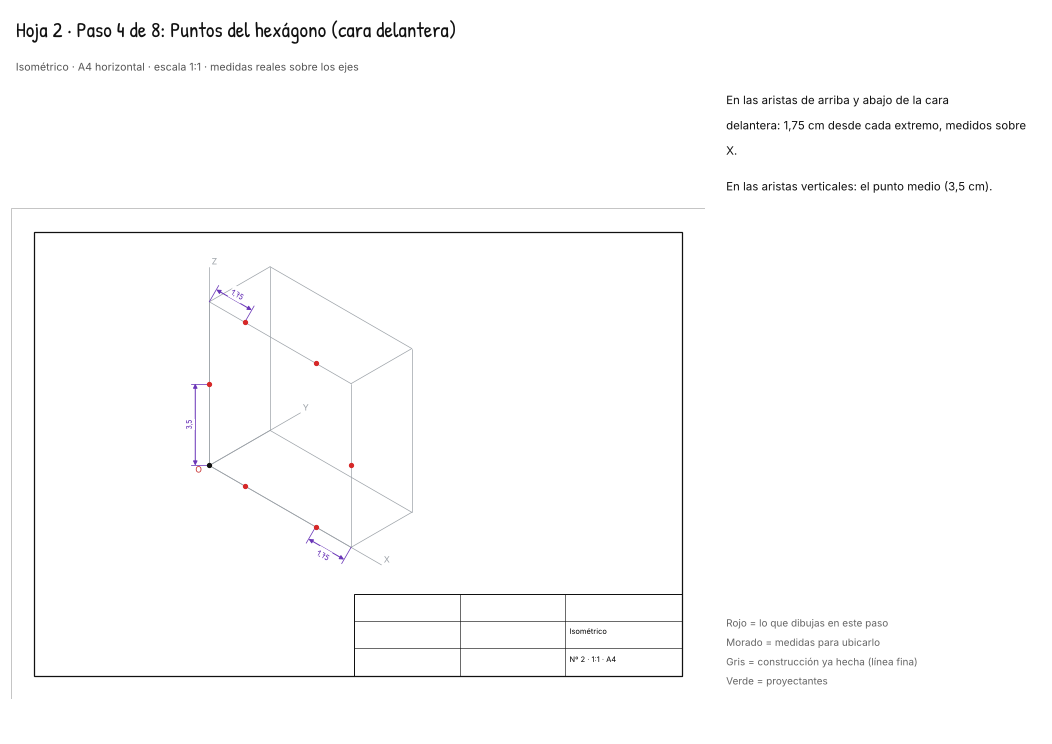 Hoja 2 · Paso 4 de 8: Puntos del hexágono (cara delantera)
Isométrico · A4 horizontal · escala 1:1 · medidas reales sobre los ejes
En las aristas de arriba y abajo de la cara
delantera: 1,75 cm desde cada extremo, medidos sobre
X.
En las aristas verticales: el punto medio (3,5 cm).
Z
1,75
Y
3,5
O
1,75
X
Isométrico
Nº 2 · 1:1 · A4
Rojo = lo que dibujas en este paso
Morado = medidas para ubicarlo
Gris = construcción ya hecha (línea fina)
Verde = proyectantes